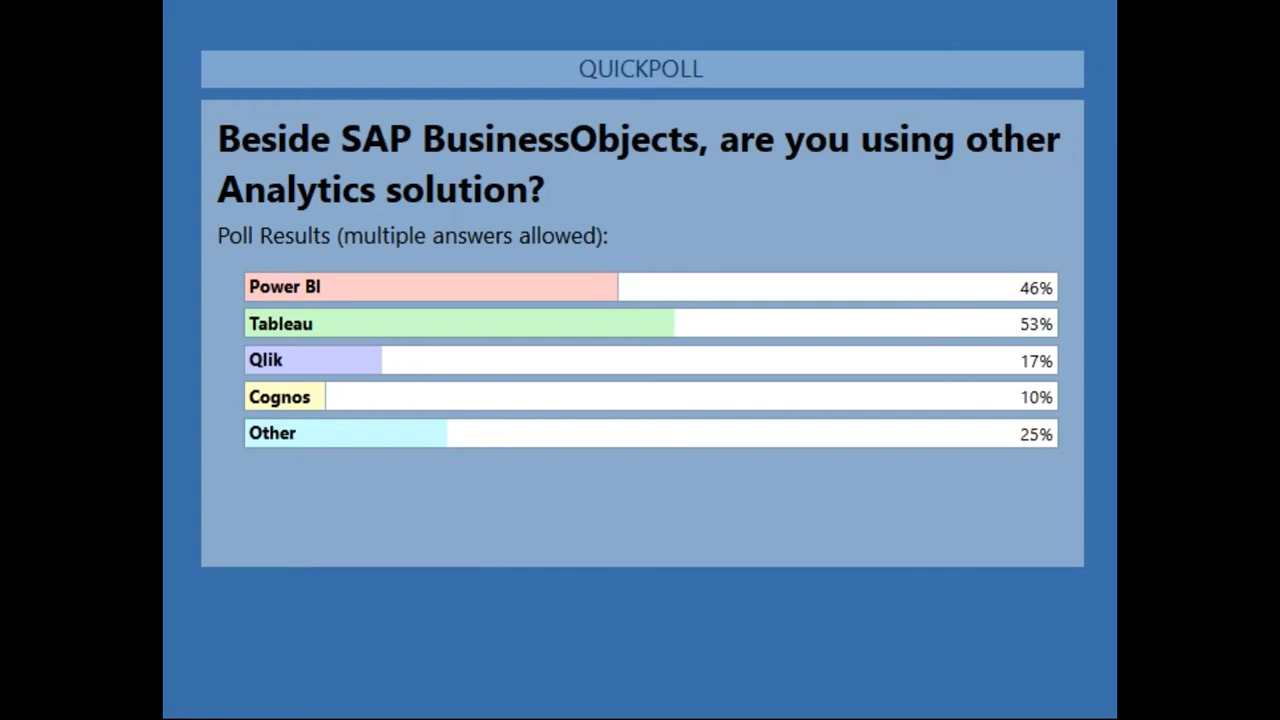 QUICKPOLL
Beside SAP BusinessObjects, are you using other
Analytics solution?
Poll Results (multiple answers allowed):
Power BI 46%
Tableau 53%
Qlik 17%
Cognos 10%
Other 25%